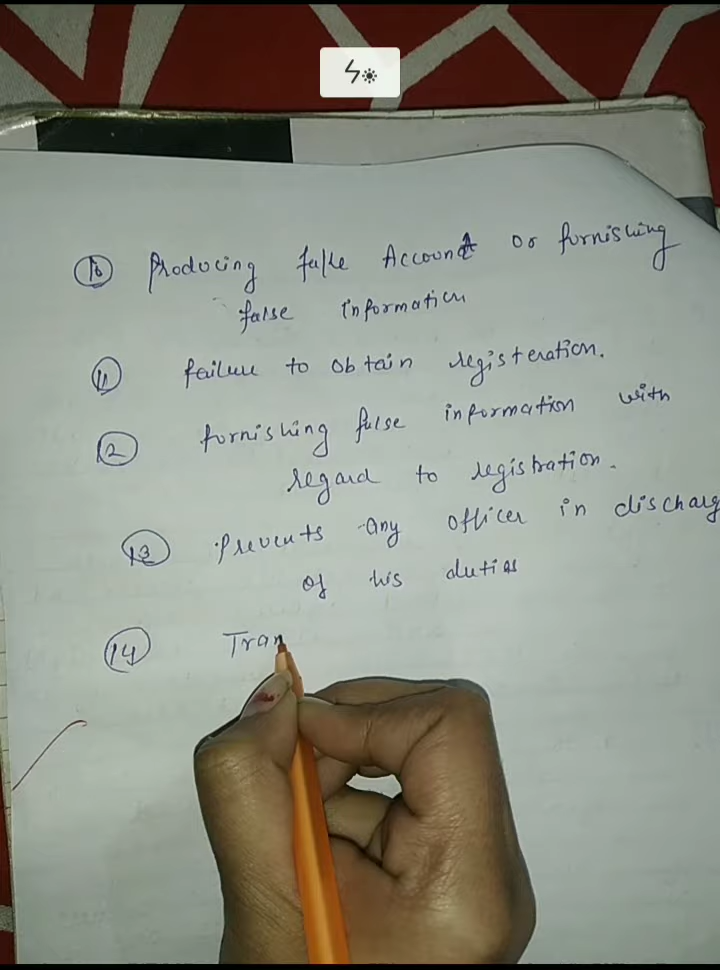 10 Producing falke Account or furnishing
false information
11 failure to obtain registeration.
12 furnishing false information with
regard to registration.
13 Prevents any officer in discharg
of his duties
14 Tran